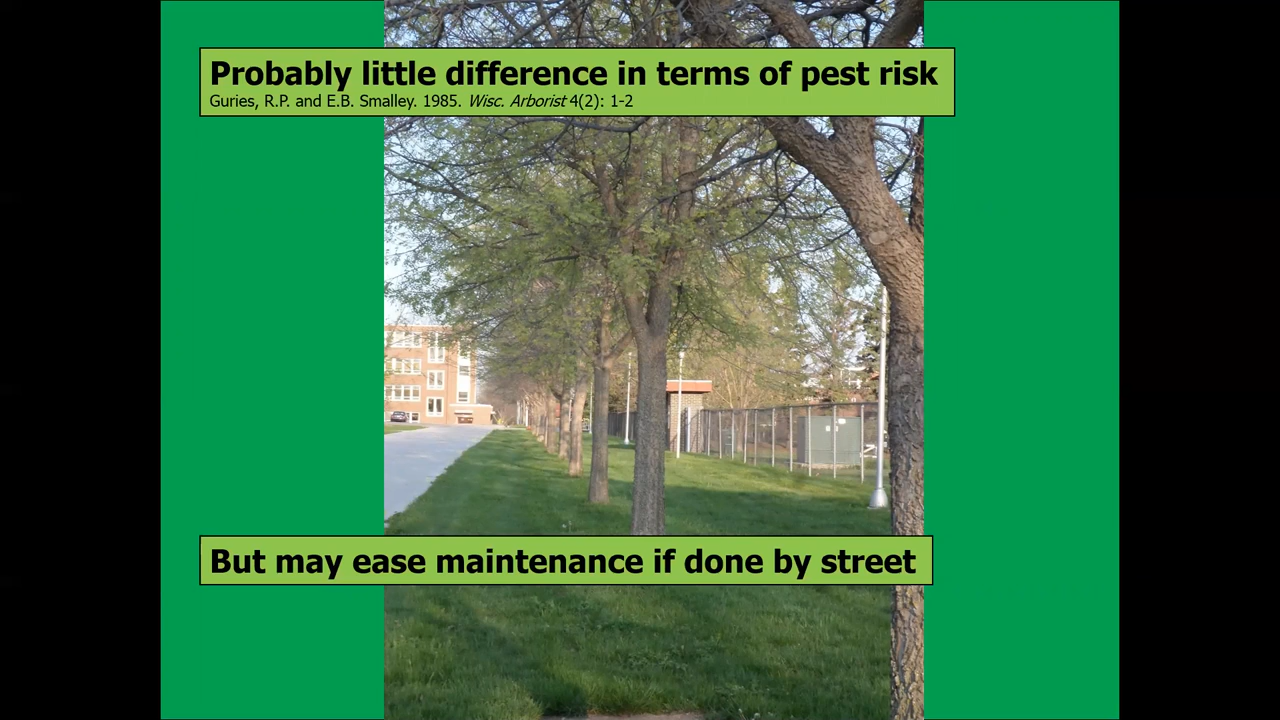 Probably little difference in terms of pest risk
Guries, R.P. and E.B. Smalley. 1985. Wisc. Arborist 4(2): 1-2
But may ease maintenance if done by street